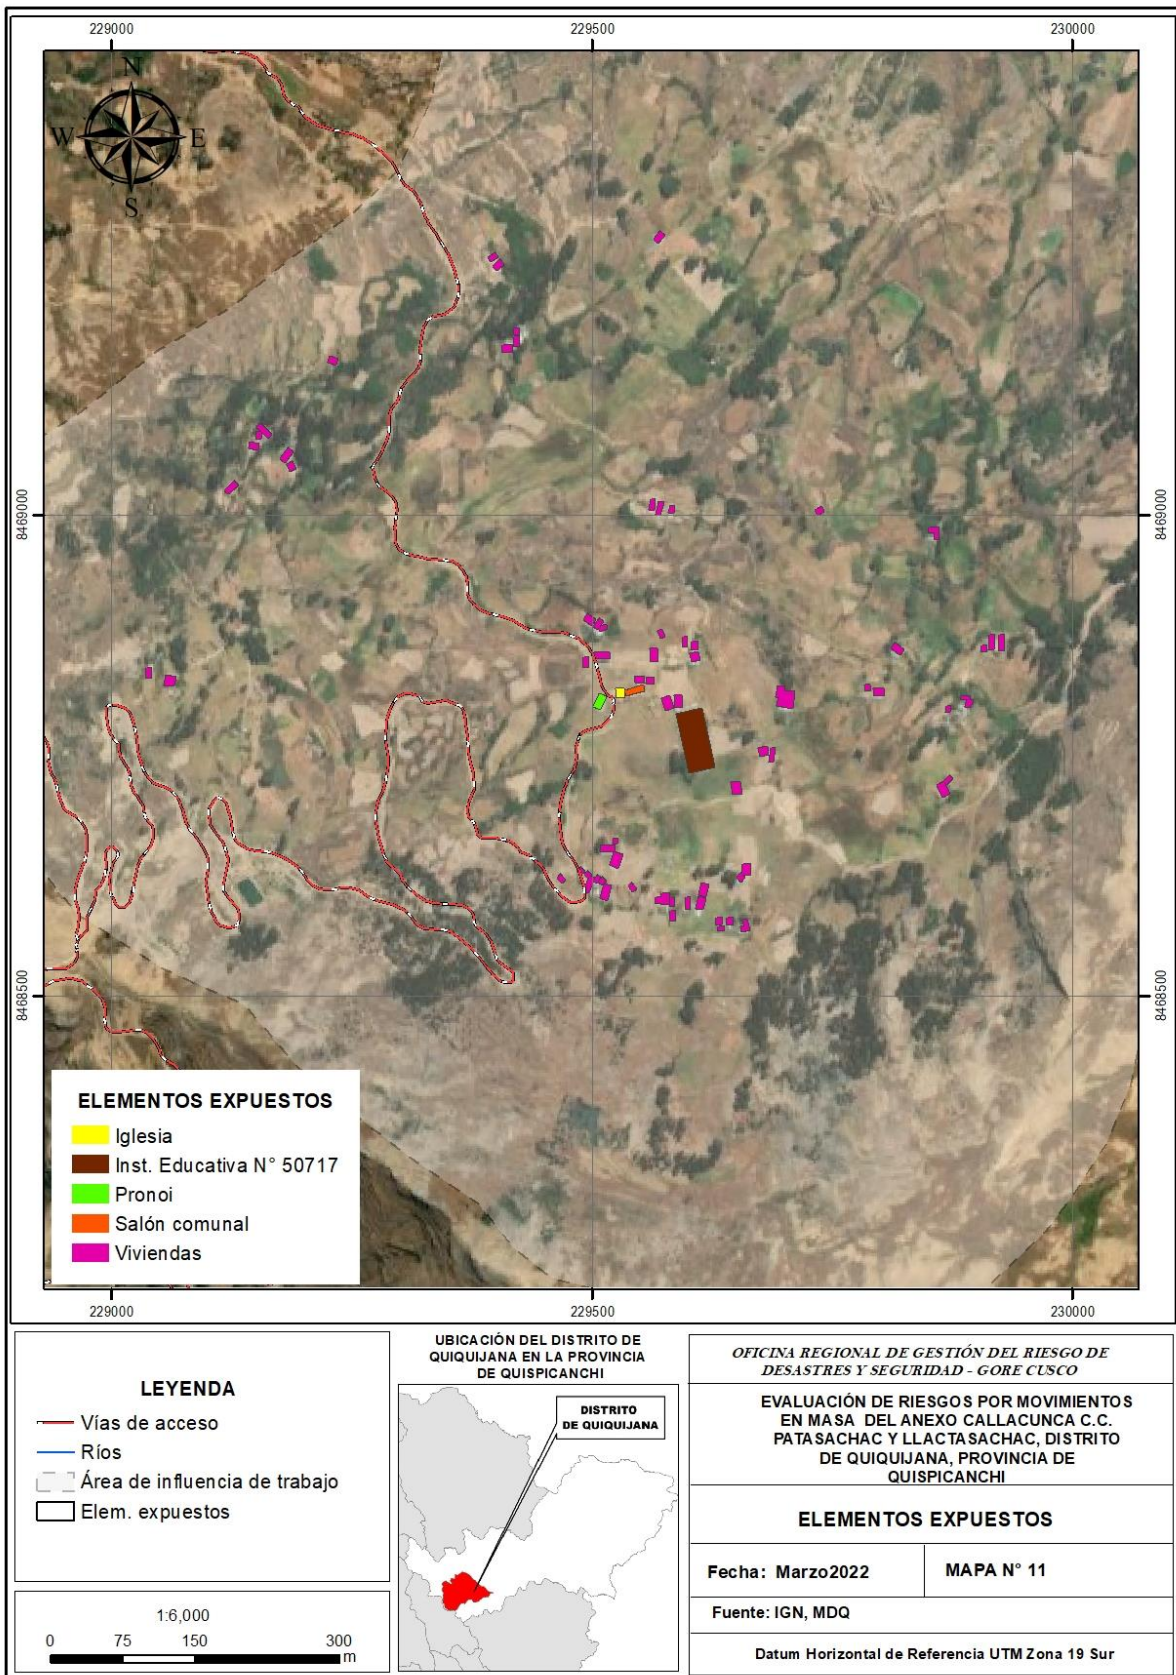 229000
229500
230000
N
W
E
S
8469000
8469000
8468500
8468500
ELEMENTOS EXPUESTOS
Iglesia
Inst. Educativa N° 50717
Pronoi
Salón comunal
Viviendas
229000
229500
230000
LEYENDA
Vías de acceso
Ríos
Área de influencia de trabajo
Elem. expuestos
1:6,000
0
75
150
300
m
UBICACIÓN DEL DISTRITO DE
QUIQUIJANA EN LA PROVINCIA
DE QUISPICANCHI
DISTRITO
DE QUIQUIJANA
OFICINA REGIONAL DE GESTIÓN DEL RIESGO DE
DESASTRES Y SEGURIDAD - GORE CUSCO
EVALUACIÓN DE RIESGOS POR MOVIMIENTOS
EN MASA DEL ANEXO CALLACUNCA C.C.
PATASACHAC Y LLACTASACHAC, DISTRITO
DE QUIQUIJANA, PROVINCIA DE
QUISPICANCHI
ELEMENTOS EXPUESTOS
Fecha: Marzo2022
MAPA N° 11
Fuente: IGN, MDQ
Datum Horizontal de Referencia UTM Zona 19 Sur